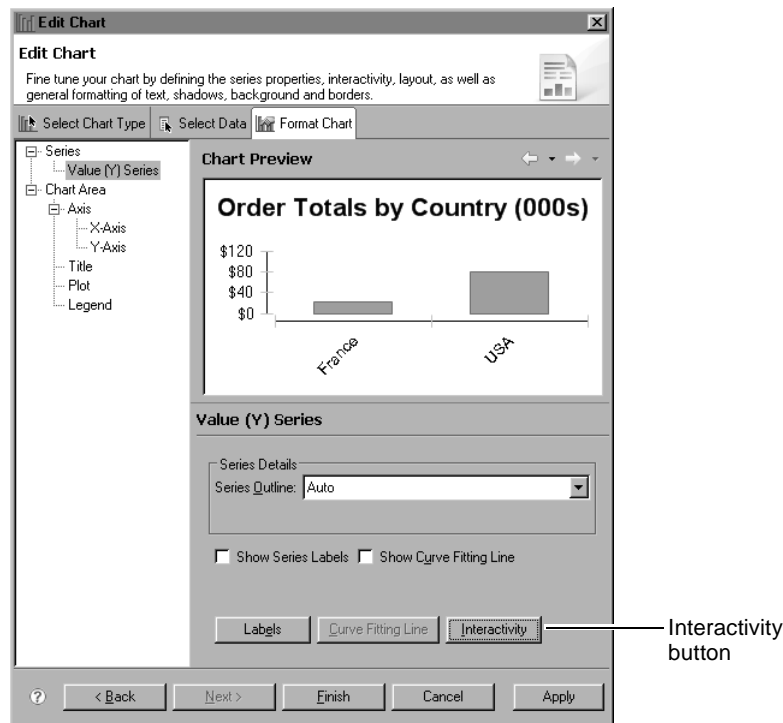 Edit Chart
Edit Chart
Fine tune your chart by defining the series properties, interactivity, layout, as well as
general formatting of text, shadows, background and borders.
Select Chart Type Select Data Format Chart
Series
Value (Y) Series
Chart Area
Axis
X-Axis
Y-Axis
Title
Plot
Legend
Chart Preview
Order Totals by Country (000s)
$120
$80
$40
$0
France USA
Value (Y) Series
Series Details
Series Outline: Auto
Show Series Labels Show Curve Fitting Line
Labels Curve Fitting Line Interactivity
Interactivity
button
? < Back Next > Finish Cancel Apply